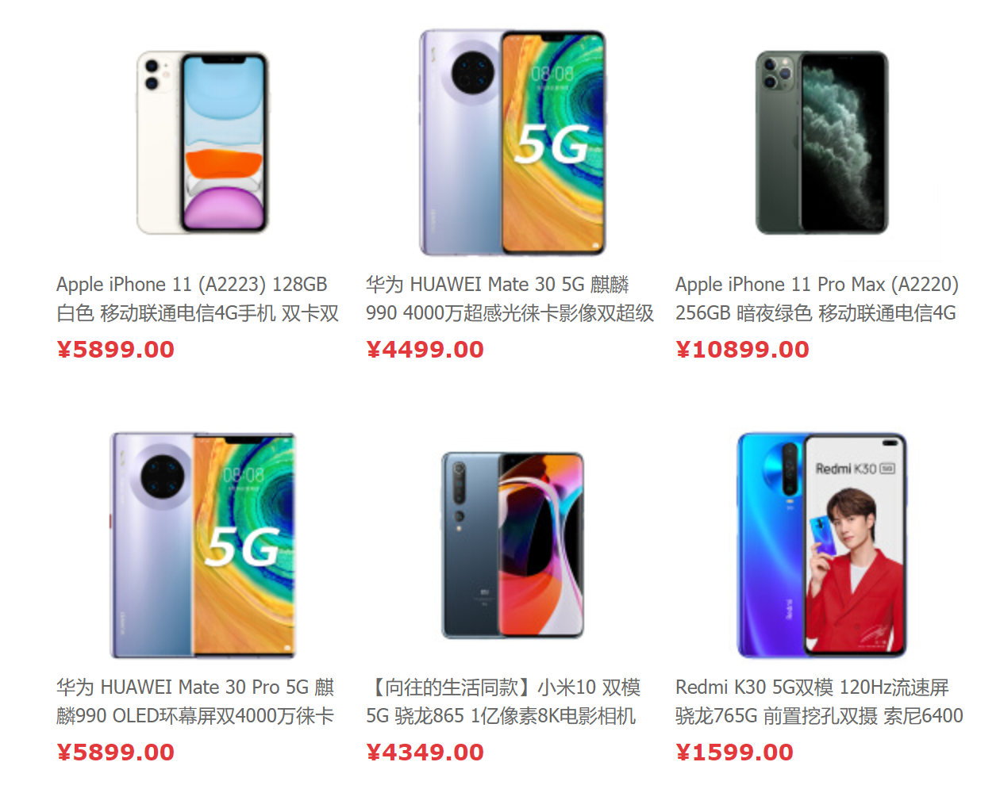 08:08
5G
Apple iPhone 11 (A2223) 128GB
白色 移动联通电信4G手机 双卡双
¥5899.00
华为 HUAWEI Mate 30 5G 麒麟
990 4000万超感光徕卡影像双超级
¥4499.00
Apple iPhone 11 Pro Max (A2220)
256GB 暗夜绿色 移动联通电信4G
¥10899.00
08:08
5G
HUAWEI
Redmi K30 5G
Redmi
华为 HUAWEI Mate 30 Pro 5G 麒
麟990 OLED环幕屏双4000万徕卡
¥5899.00
【向往的生活同款】小米10 双模
5G 骁龙865 1亿像素8K电影相机
¥4349.00
Redmi K30 5G双模 120Hz流速屏
骁龙765G 前置挖孔双摄 索尼6400
¥1599.00